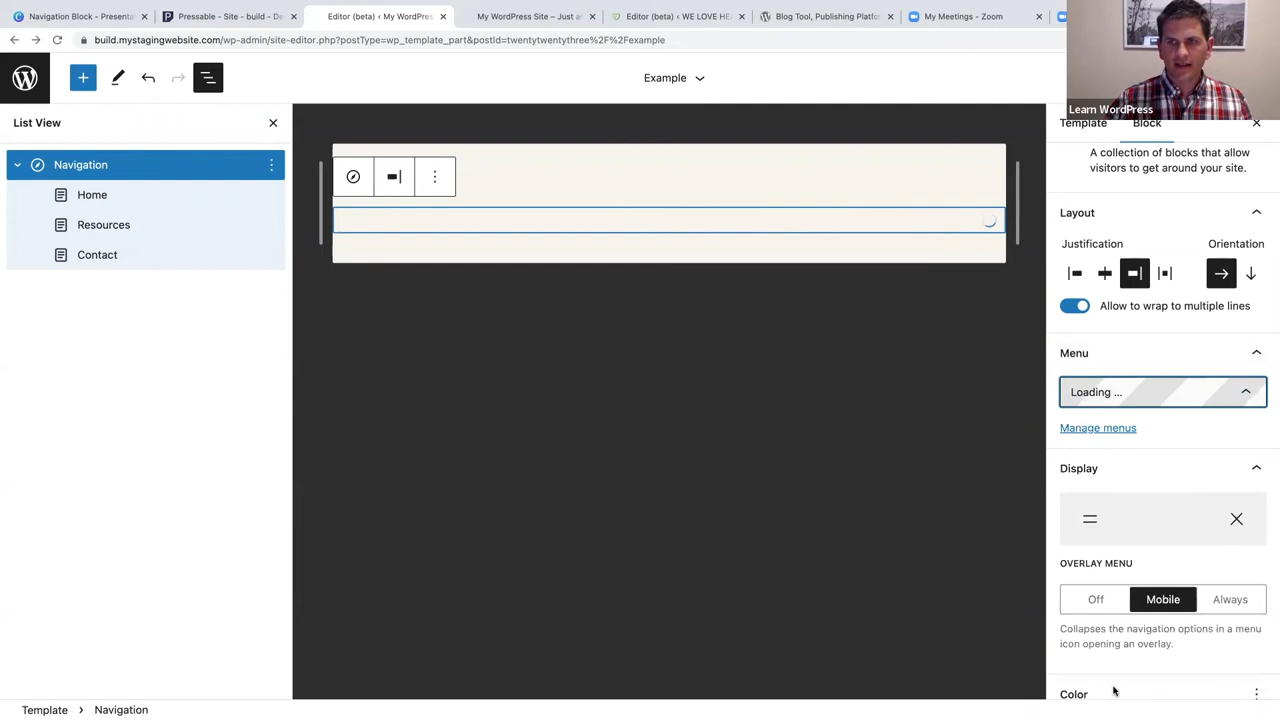 Navigation Block - Presenta
Pressable - Site - build - De
Editor (beta) ‹ My WordPres
My WordPress Site – Just a
Editor (beta) ‹ WE LOVE HE
Blog Tool, Publishing Platfo
My Meetings - Zoom
build.mystagingwebsite.com/wp-admin/site-editor.php?postType=wp_template_part&postId=twentytwentythree%2F%2Fexample
Example
Learn WordPress
List View
Template
Block
A collection of blocks that allow
visitors to get around your site.
Navigation
Home
Resources
Contact
Layout
Justification
Orientation
Allow to wrap to multiple lines
Menu
Loading ...
Manage menus
Display
OVERLAY MENU
Off
Mobile
Always
Collapses the navigation options in a menu
icon opening an overlay.
Color
Template
Navigation